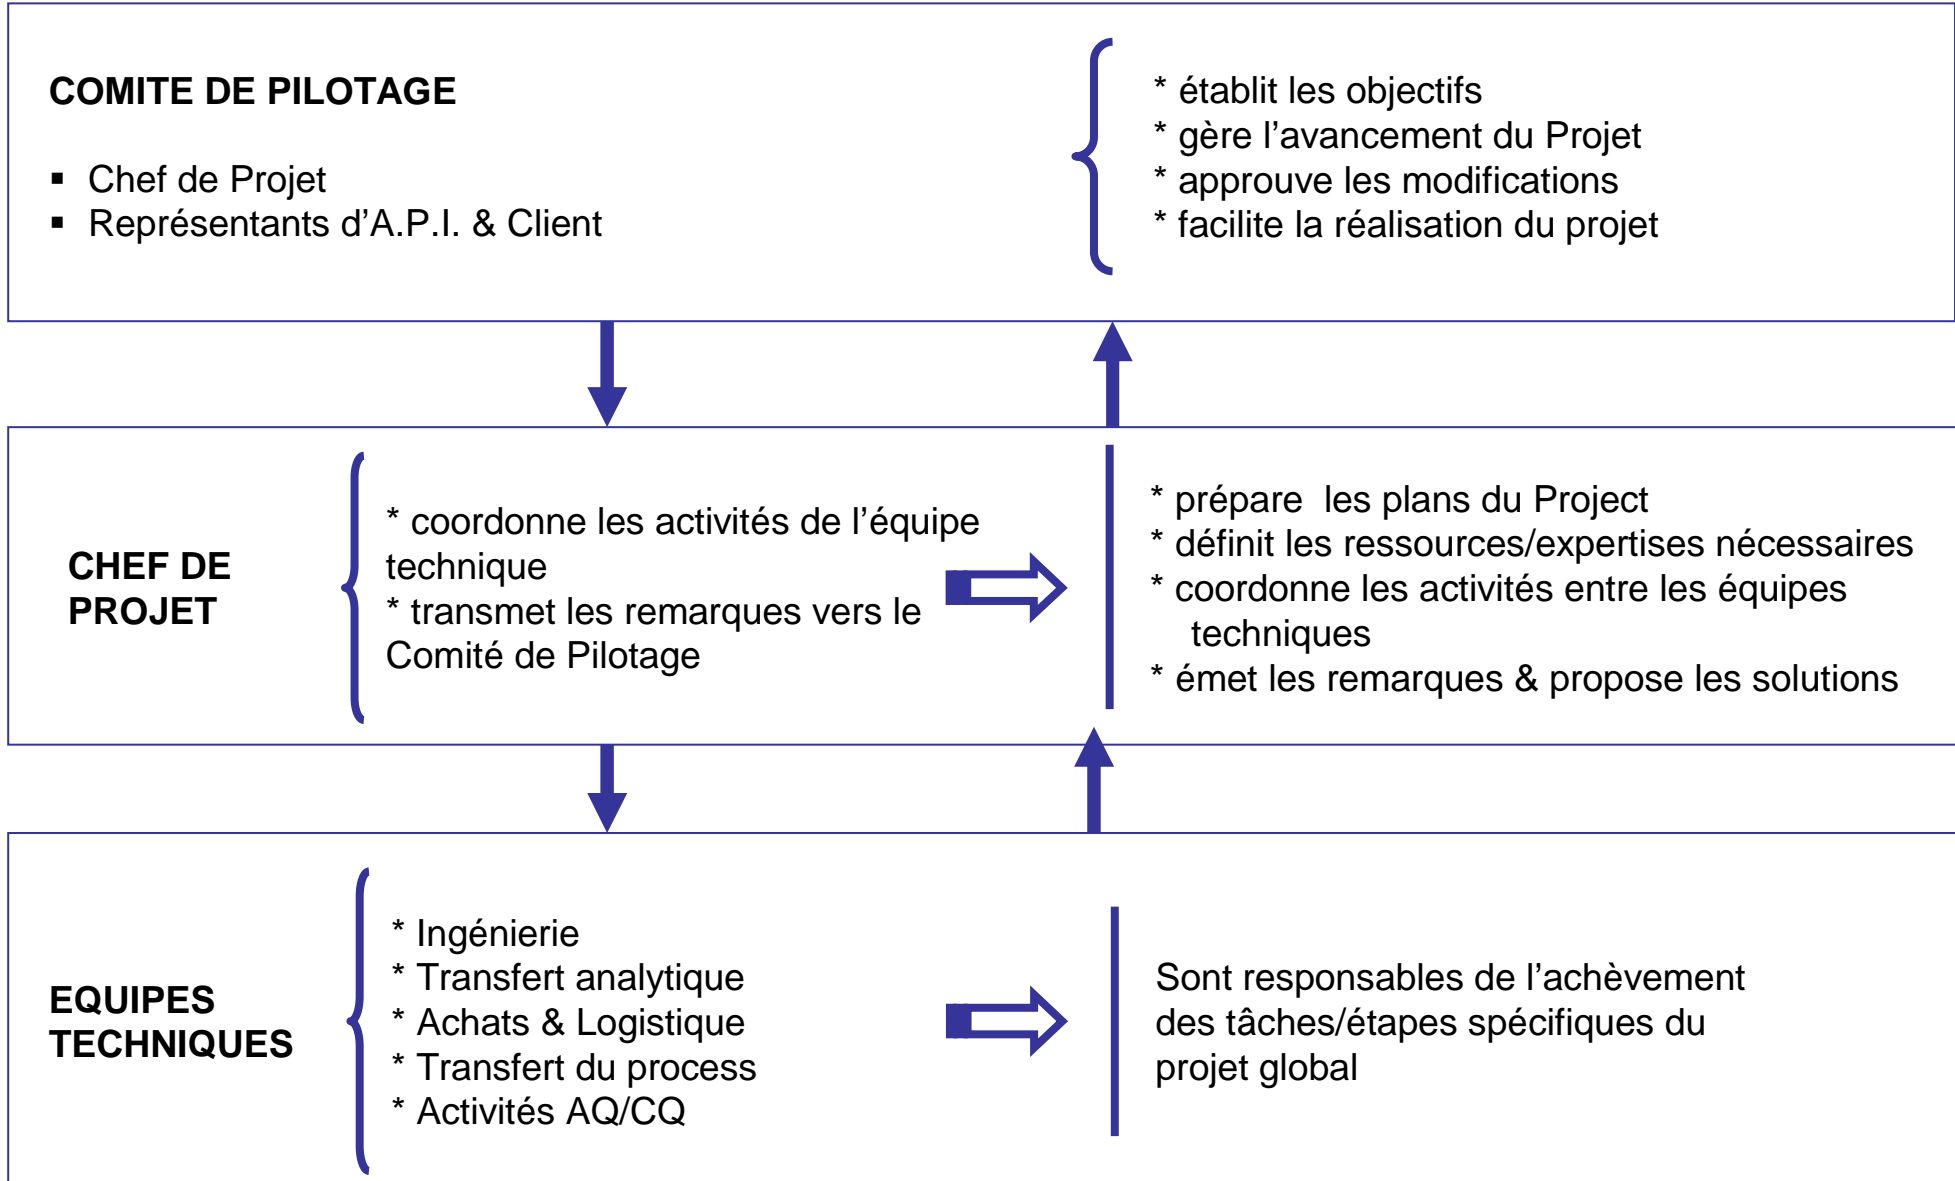 COMITE DE PILOTAGE
▪ Chef de Projet
▪ Représentants d’A.P.I. & Client
* établit les objectifs
* gère l’avancement du Projet
* approuve les modifications
* facilite la réalisation du projet
CHEF DE
PROJET
* coordonne les activités de l’équipe
technique
* transmet les remarques vers le
Comité de Pilotage
* prépare  les plans du Project
* définit les ressources/expertises nécessaires
* coordonne les activités entre les équipes
techniques
* émet les remarques & propose les solutions
EQUIPES
TECHNIQUES
* Ingénierie
* Transfert analytique
* Achats & Logistique
* Transfert du process
* Activités AQ/CQ
Sont responsables de l’achèvement
des tâches/étapes spécifiques du
projet global